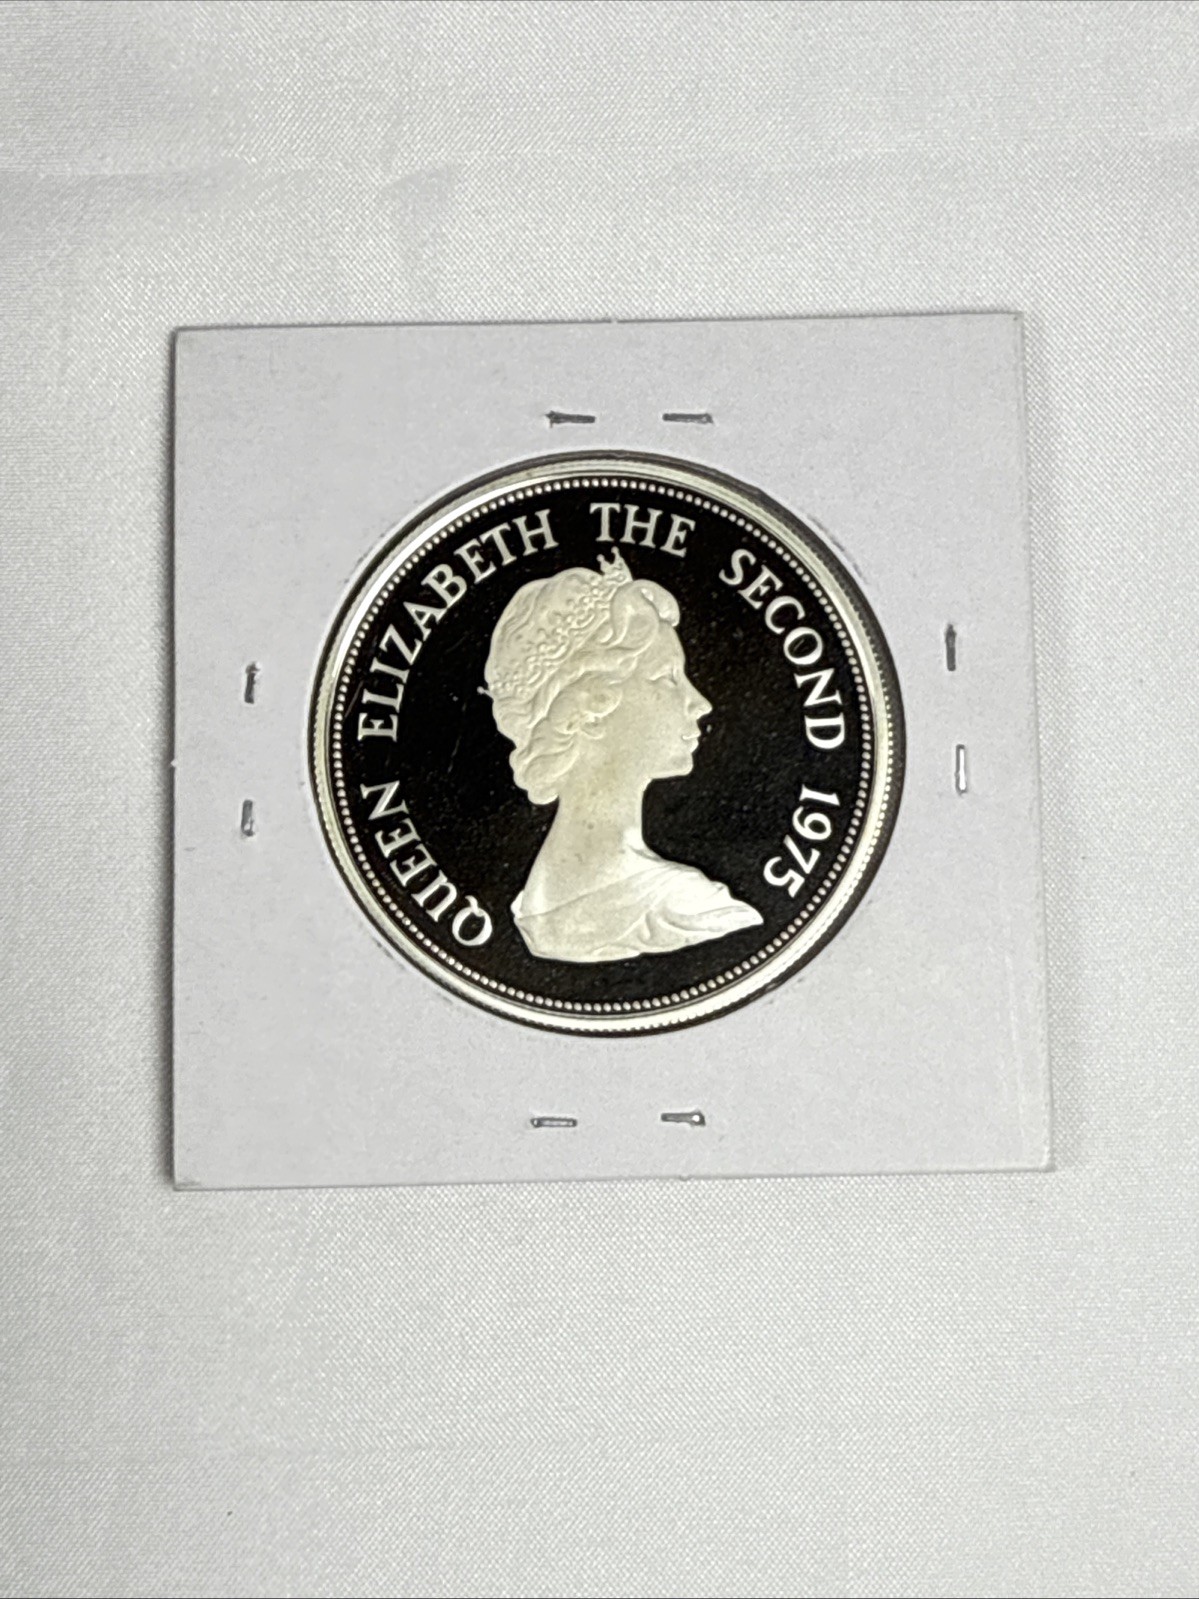 QUEEN ELIZABETH THE SECOND 1975